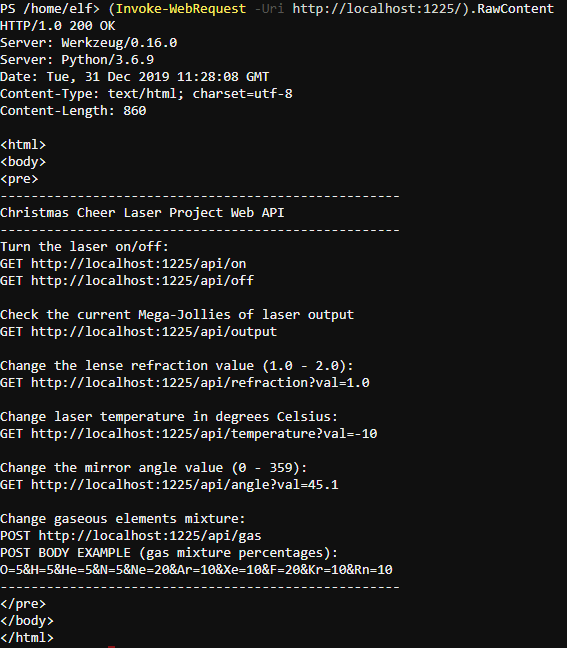 PS /home/elf> (Invoke-WebRequest -Uri http://localhost:1225/).RawContent
HTTP/1.0 200 OK
Server: Werkzeug/0.16.0
Server: Python/3.6.9
Date: Tue, 31 Dec 2019 11:28:08 GMT
Content-Type: text/html; charset=utf-8
Content-Length: 860
<html>
<body>
<pre>
----------------------------------------------------
Christmas Cheer Laser Project Web API
----------------------------------------------------
Turn the laser on/off:
GET http://localhost:1225/api/on
GET http://localhost:1225/api/off
Check the current Mega-Jollies of laser output
GET http://localhost:1225/api/output
Change the lense refraction value (1.0 - 2.0):
GET http://localhost:1225/api/refraction?val=1.0
Change laser temperature in degrees Celsius:
GET http://localhost:1225/api/temperature?val=-10
Change the mirror angle value (0 - 359):
GET http://localhost:1225/api/angle?val=45.1
Change gaseous elements mixture:
POST http://localhost:1225/api/gas
POST BODY EXAMPLE (gas mixture percentages):
O=5&H=5&He=5&N=5&Ne=20&Ar=10&Xe=10&F=20&Kr=10&Rn=10
----------------------------------------------------
</pre>
</body>
</html>